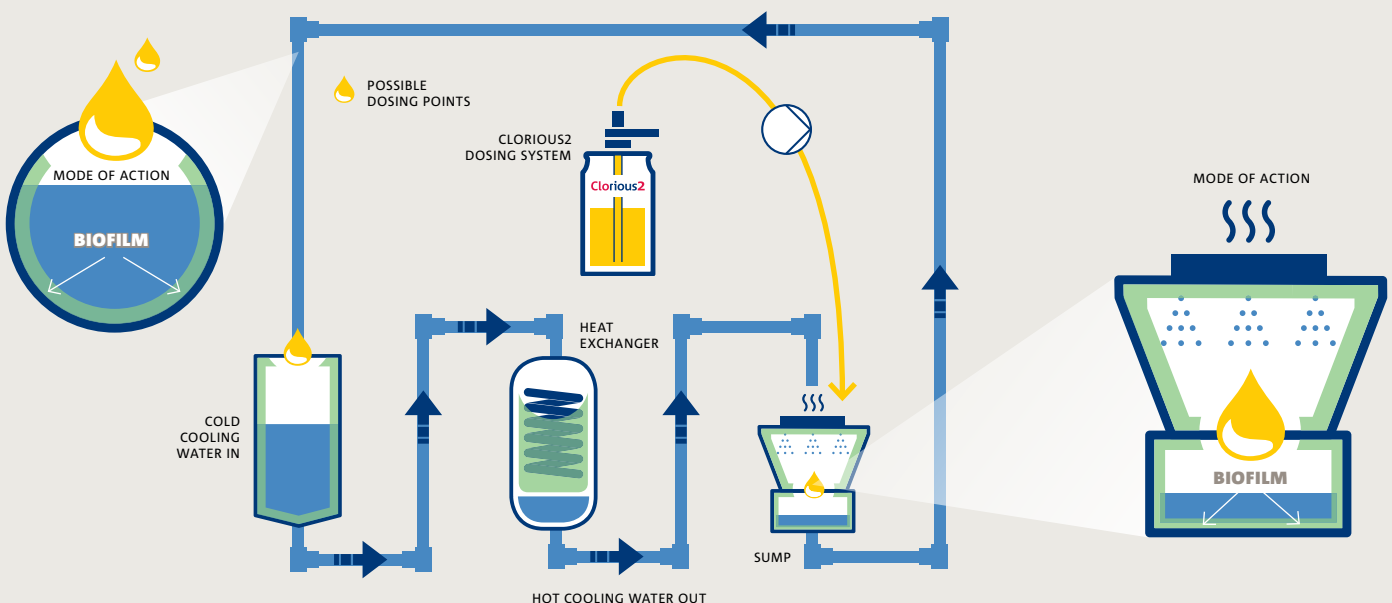 POSSIBLE
DOSING POINTS
CLORIOUS2
DOSING SYSTEM
Clorious2
MODE OF ACTION
BIOFILM
MODE OF ACTION
BIOFILM
HEAT
EXCHANGER
COLD
COOLING
WATER IN
SUMP
HOT COOLING WATER OUT